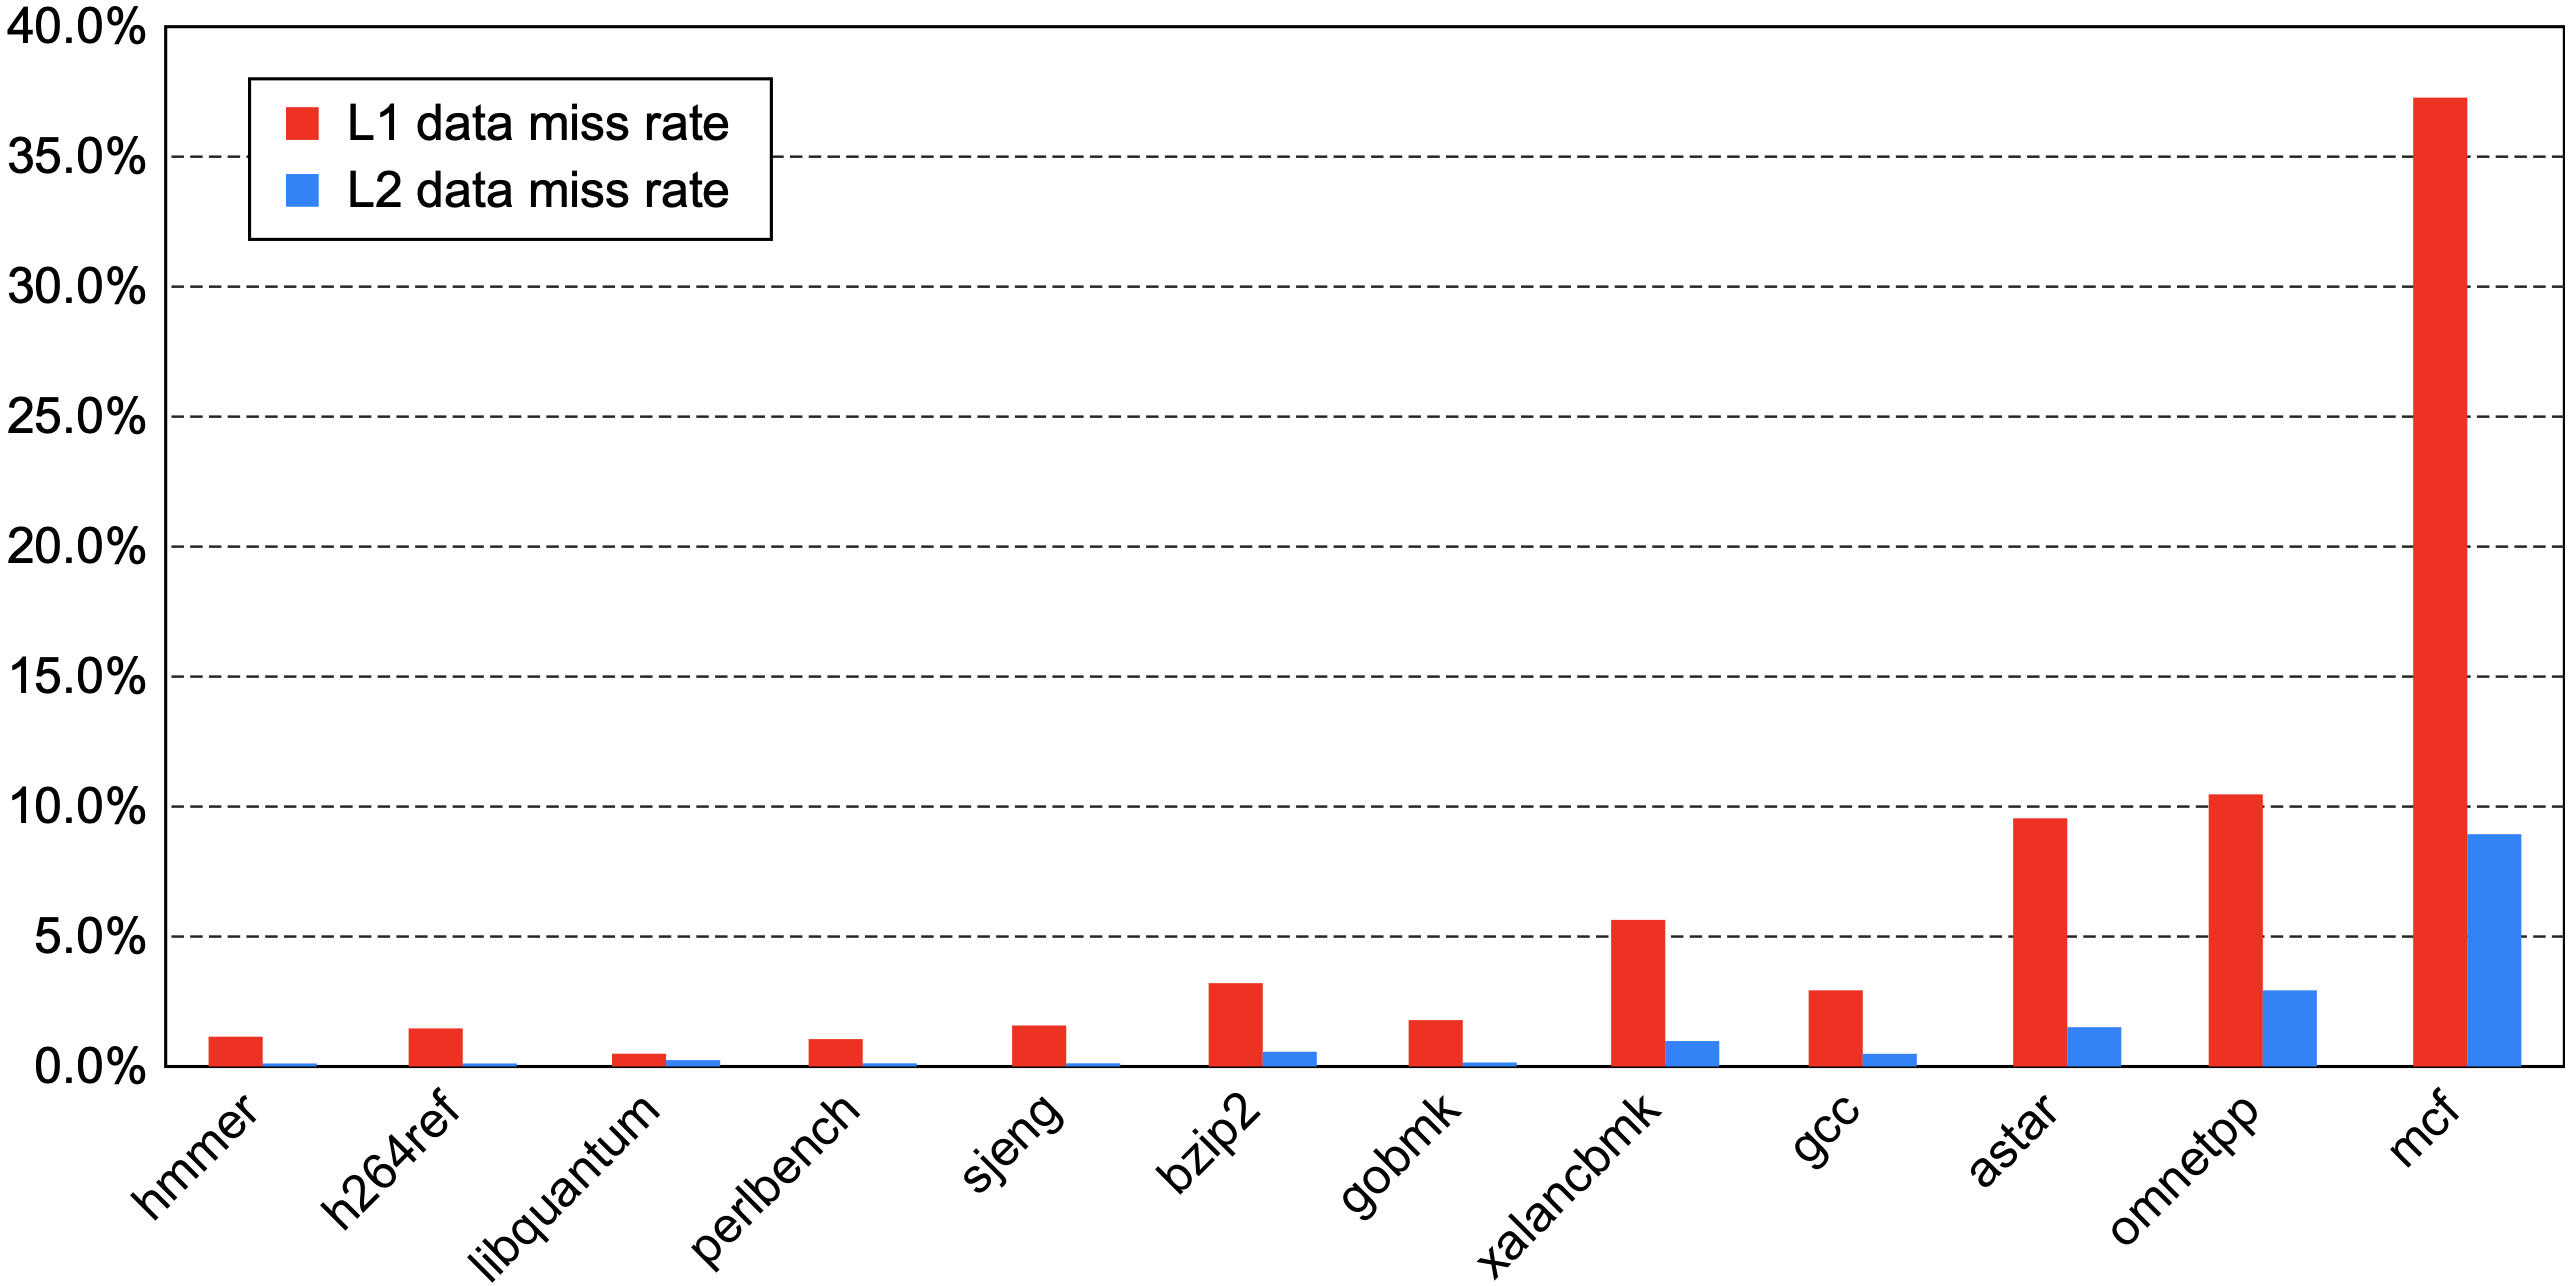 40.0%
35.0%
30.0%
25.0%
20.0%
15.0%
10.0%
5.0%
0.0%
L1 data miss rate
L2 data miss rate
hmmer
h264ref
libquantum
perlbench
sjeng
bzip2
gobmk
xalancbmk
gcc
astar
omnetpp
mcf